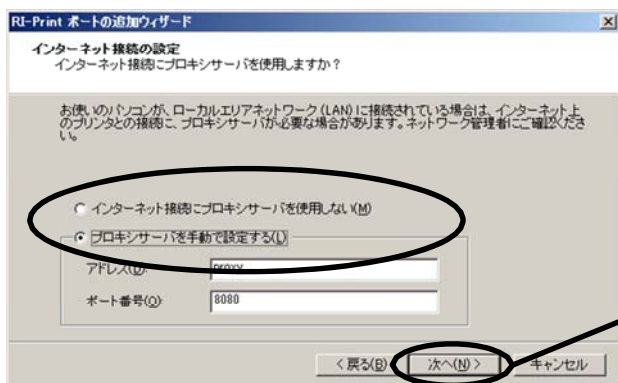 RI-Print ポートの追加ウィザード
インターネット接続の設定
インターネット接続にプロキシサーバを使用しますか？
お使いのパソコンが、ローカルエリアネットワーク(LAN)に接続されている場合は、インターネット上
のプリンタとの接続に、プロキシサーバが必要な場合があります。ネットワーク管理者にご確認くださ
い。
インターネット接続にプロキシサーバを使用しない(M)
プロキシサーバを手動で設定する(L)
アドレス(D): proxy
ポート番号(O): 8080
< 戻る(B) 次へ(N) > キャンセル